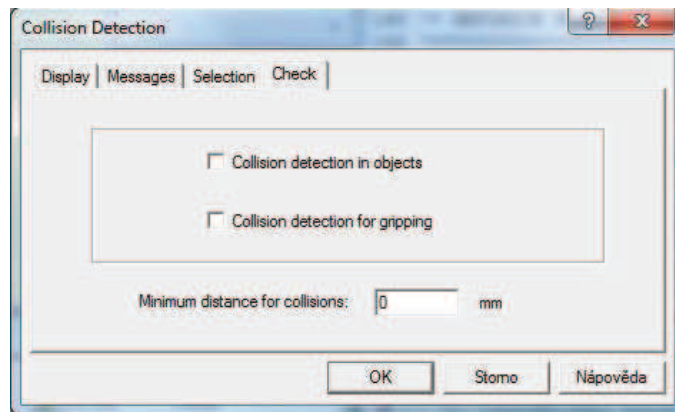 Collision Detection
Display Messages Selection Check
Collision detection in objects
Collision detection for gripping
Minimum distance for collisions: 0 mm
OK Storno Nápověda